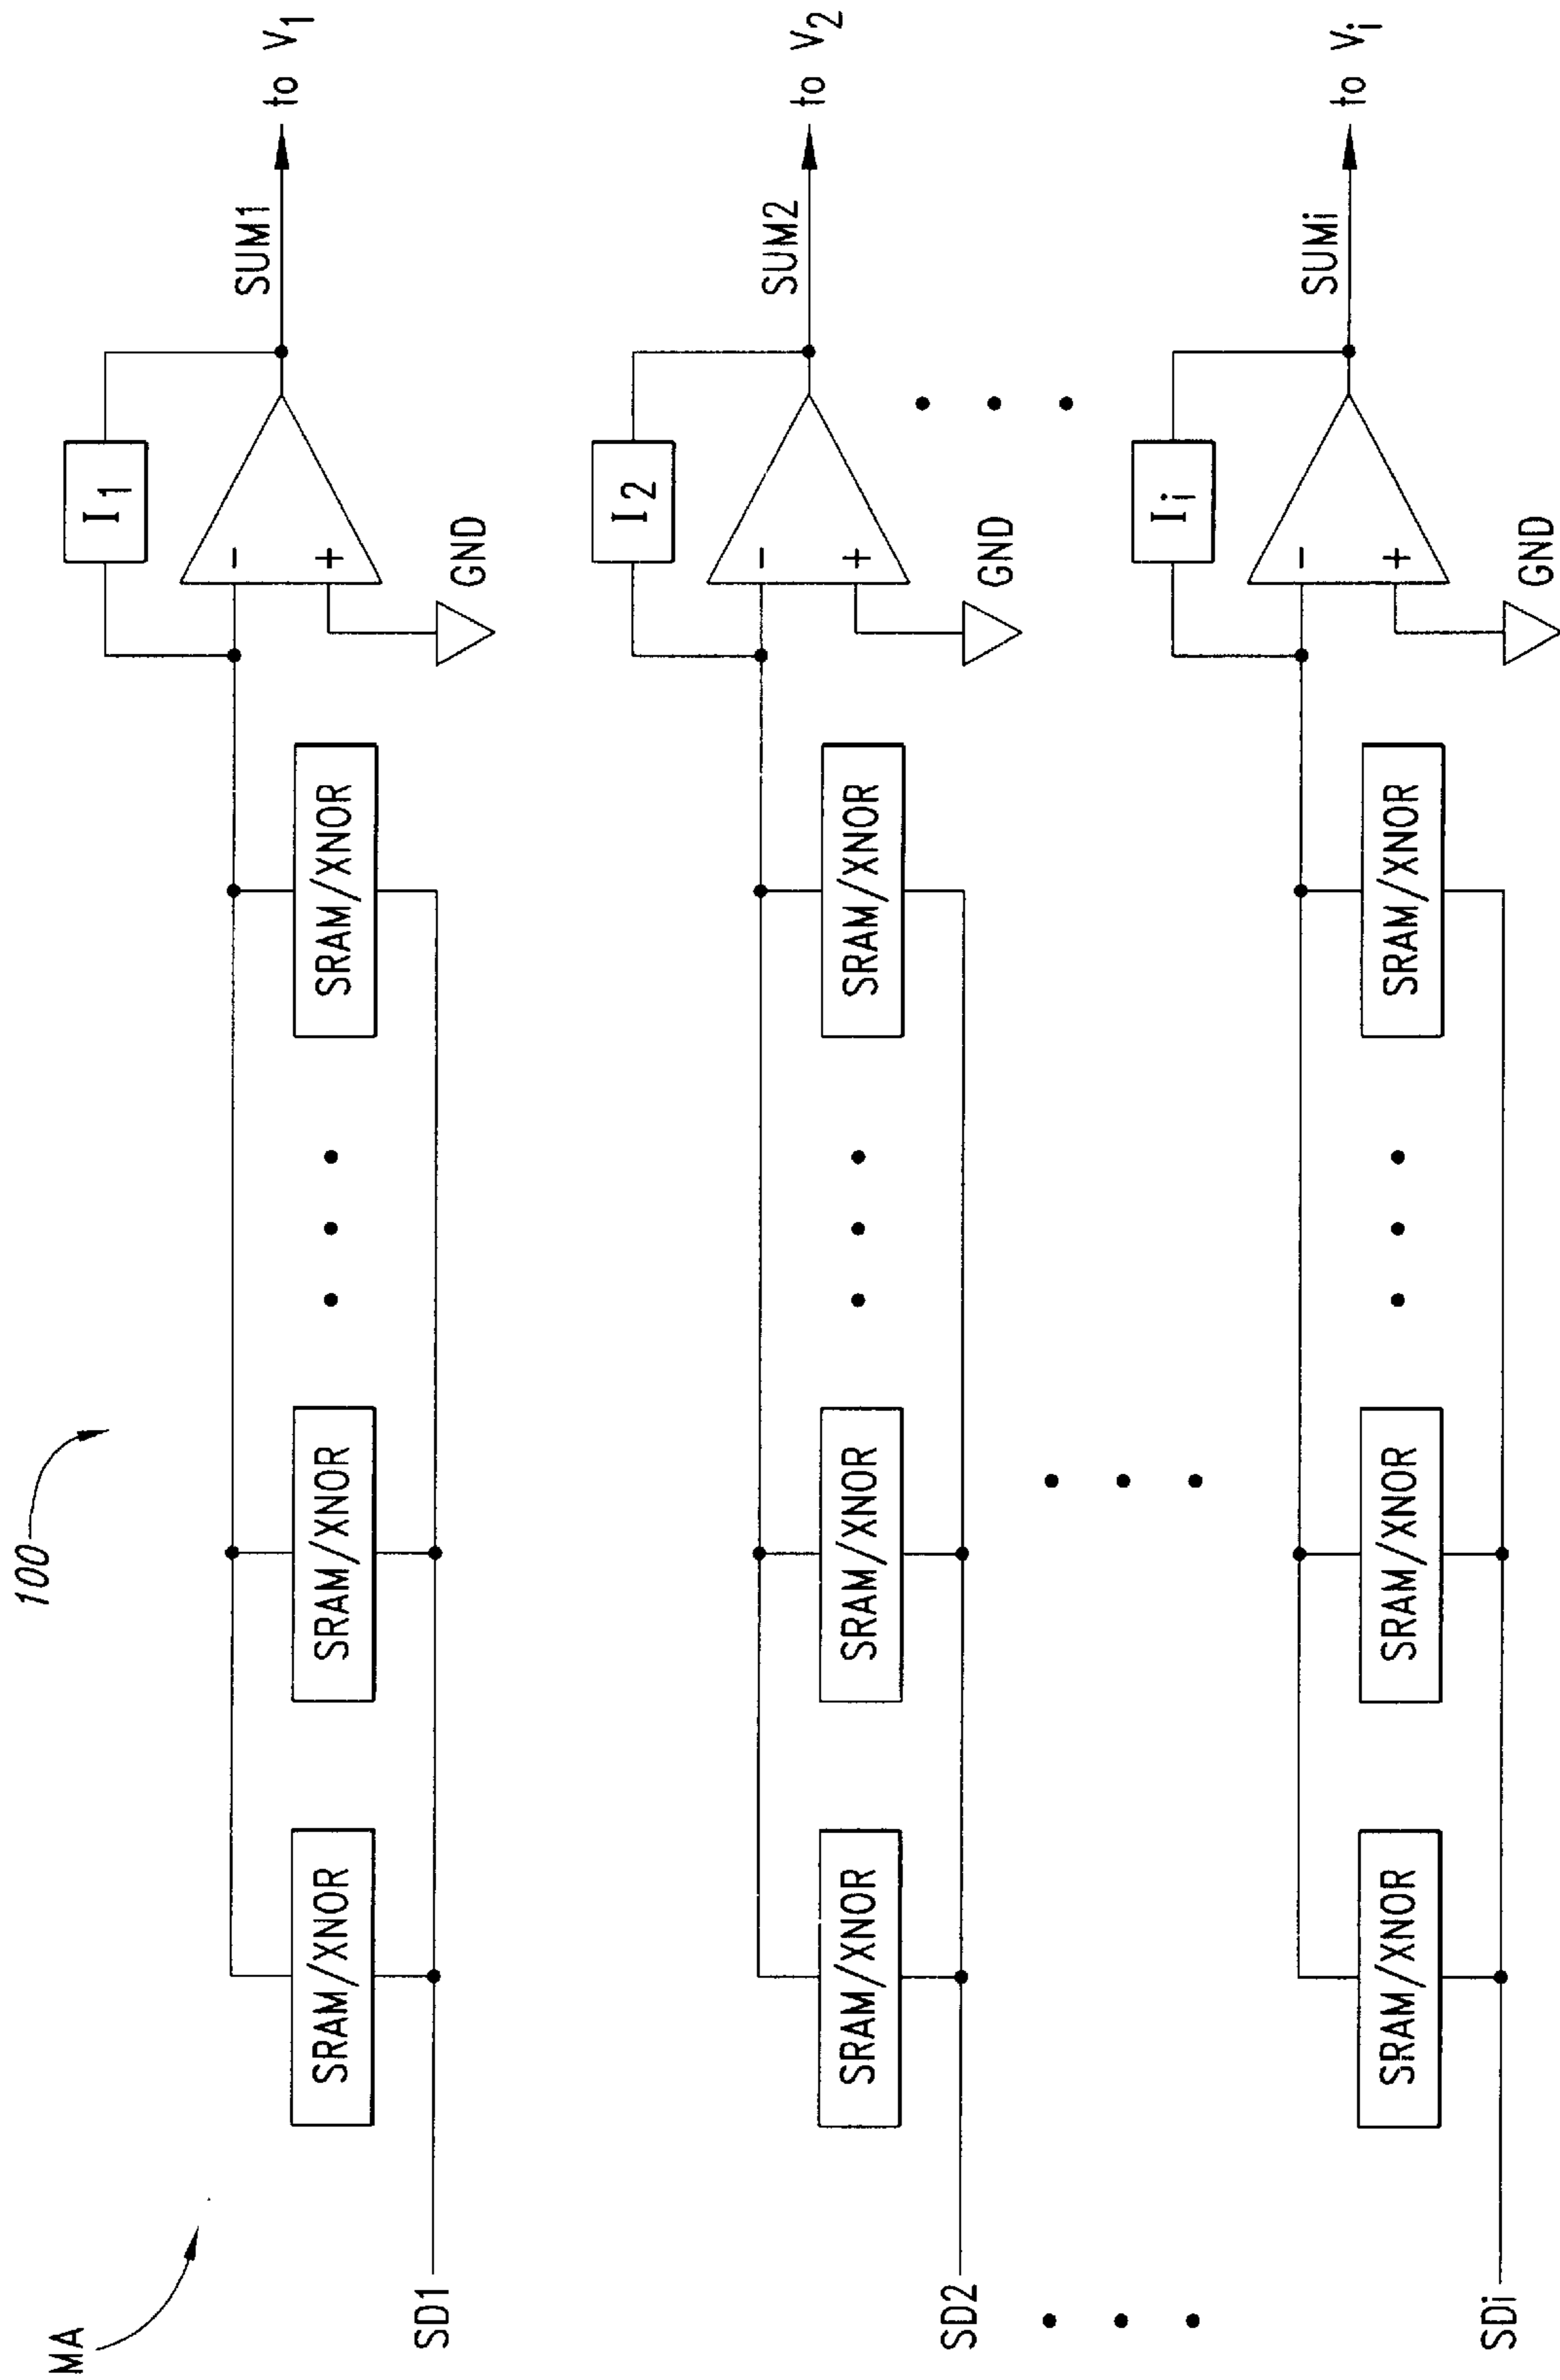 100
MA
I1
SUM1
to V1
-
+
GND
SRAM/XNOR
SRAM/XNOR
SRAM/XNOR
SD1
I2
SUM2
to V2
-
+
GND
SRAM/XNOR
SRAM/XNOR
SRAM/XNOR
SD2
Ii
SUMi
to Vi
-
+
GND
SRAM/XNOR
SRAM/XNOR
SRAM/XNOR
SDi